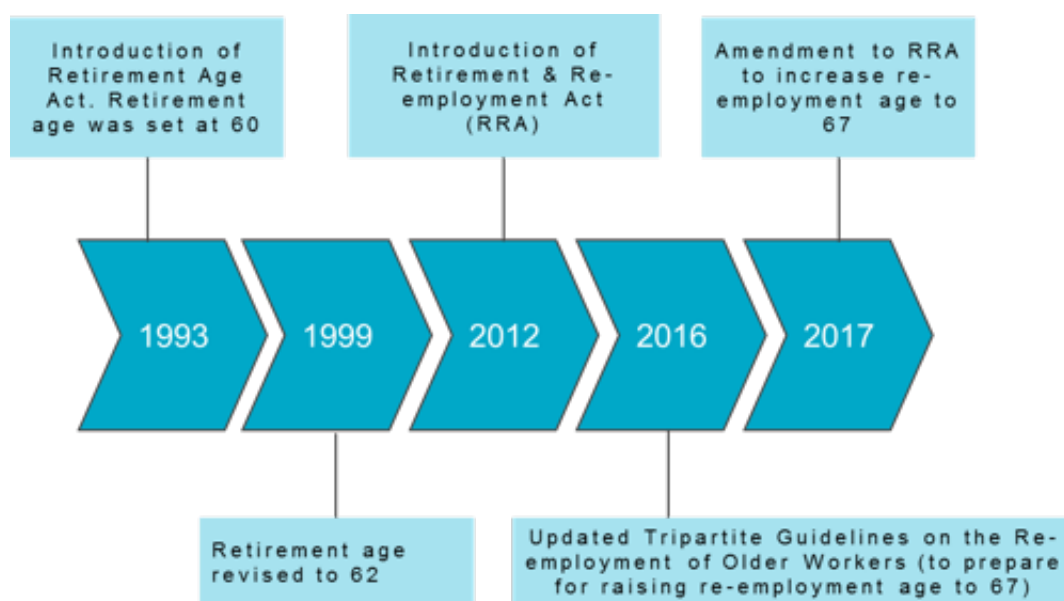 Introduction of
Retirement Age
Act. Retirement
age was set at 60
Introduction of
Retirement & Re-
employment Act
(RRA)
Amendment to RRA
to increase re-
employment age to
67
1993
1999
2012
2016
2017
Retirement age
revised to 62
Updated Tripartite Guidelines on the Re-
employment of Older Workers (to prepare
for raising re-employment age to 67)